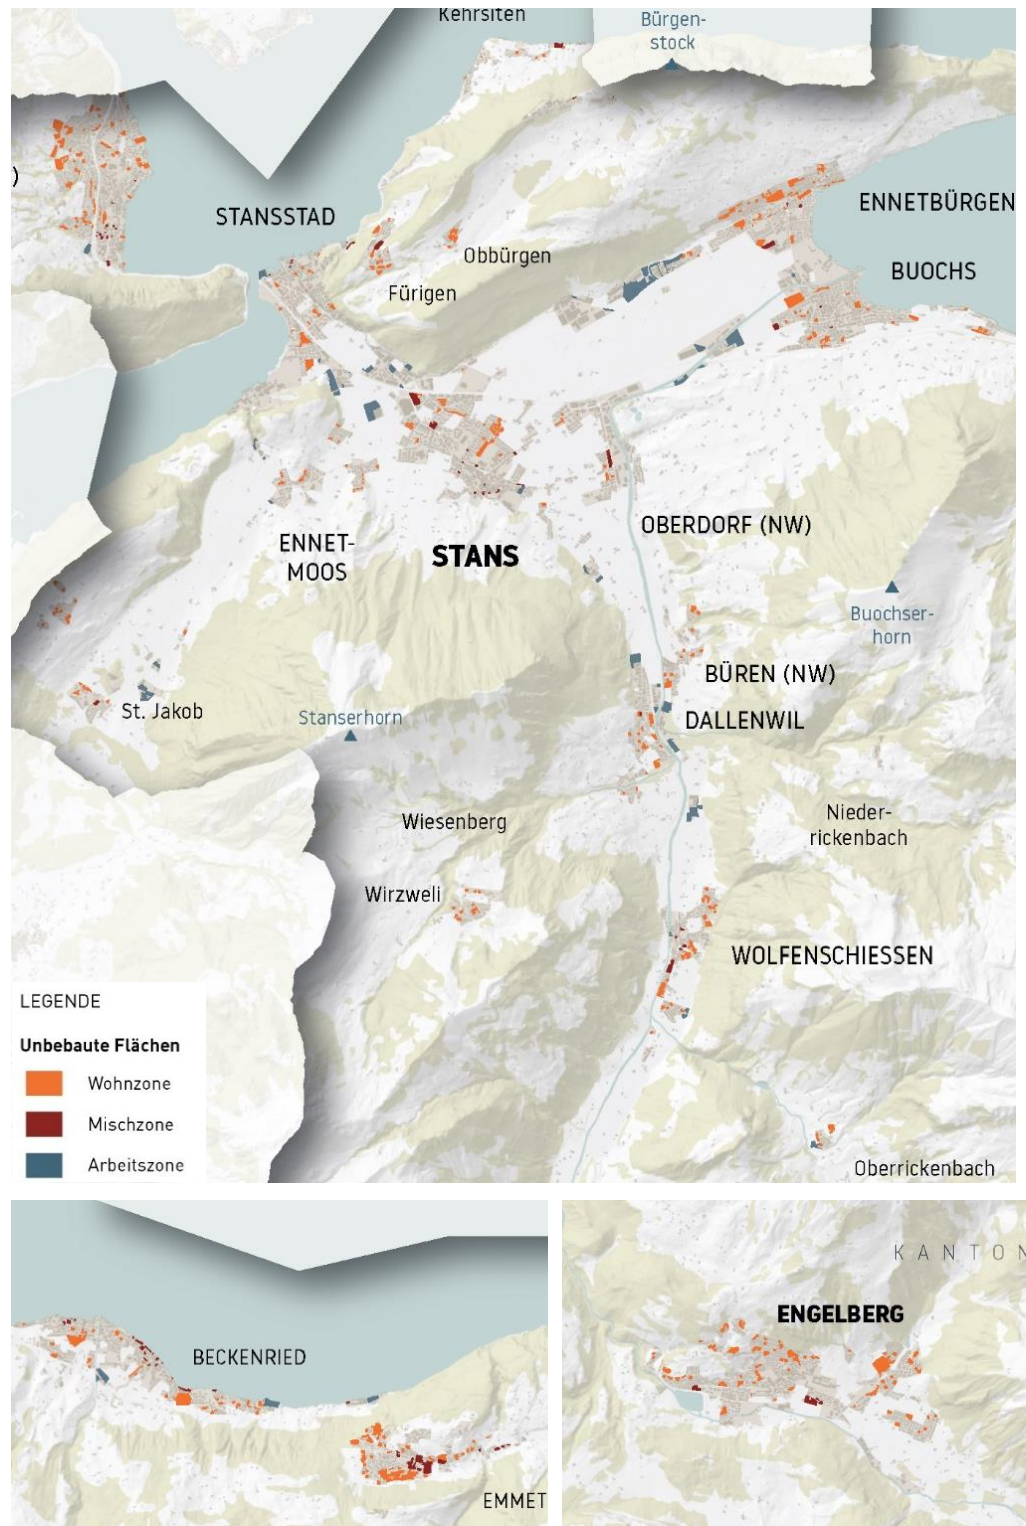 Kehrsiten
Bürgen-
stock
)
STANSSTAD
ENNETBÜRGEN
Obbürgen
BUOCHS
Fürigen
OBERDORF (NW)
ENNET-
MOOS
STANS
Buochser-
horn
BÜREN (NW)
St. Jakob
Stanserhorn
DALLENWIL
Wiesenberg
Nieder-
rickenbach
Wirzweli
WOLFENSCHIESSEN
LEGENDE
Unbebaute Flächen
Wohnzone
Mischzone
Arbeitszone
Oberrickenbach
BECKENRIED
EMMET
KANTON
ENGELBERG